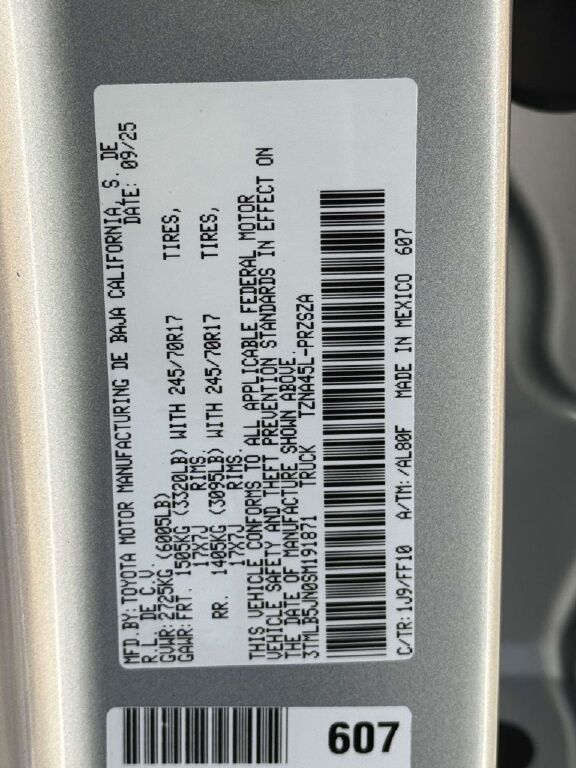 MFD.BY: TOYOTA MOTOR MANUFACTURING DE BAJA CALIFORNIA, S. DE
R.L. DE C.V. DATE: 09/25
GVWR: 2725KG (6005LB)
GAWR: FRT. 1505KG (3320LB) WITH 245/70R17 TIRES,
17X7J RIMS.
RR. 1405KG (3095LB) WITH 245/70R17 TIRES,
17X7J RIMS.
THIS VEHICLE CONFORMS TO ALL APPLICABLE FEDERAL MOTOR
VEHICLE SAFETY AND THEFT PREVENTION STANDARDS IN EFFECT ON
THE DATE OF MANUFACTURE SHOWN ABOVE.
3TMLB5JN0SM191871 TRUCK TZNA45L-PRZSZA
C/TR: 1J9/FF10 A/TM: /AL80F MADE IN MEXICO 607
607